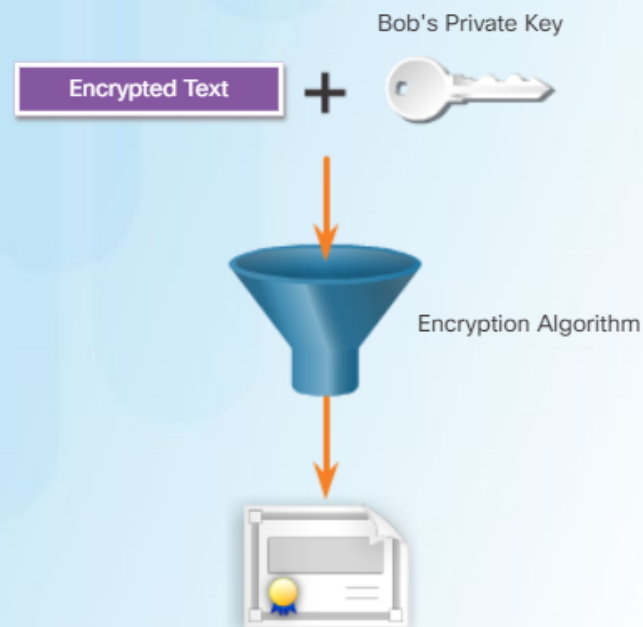 Bob's Private Key
Encrypted Text
+
Encryption Algorithm